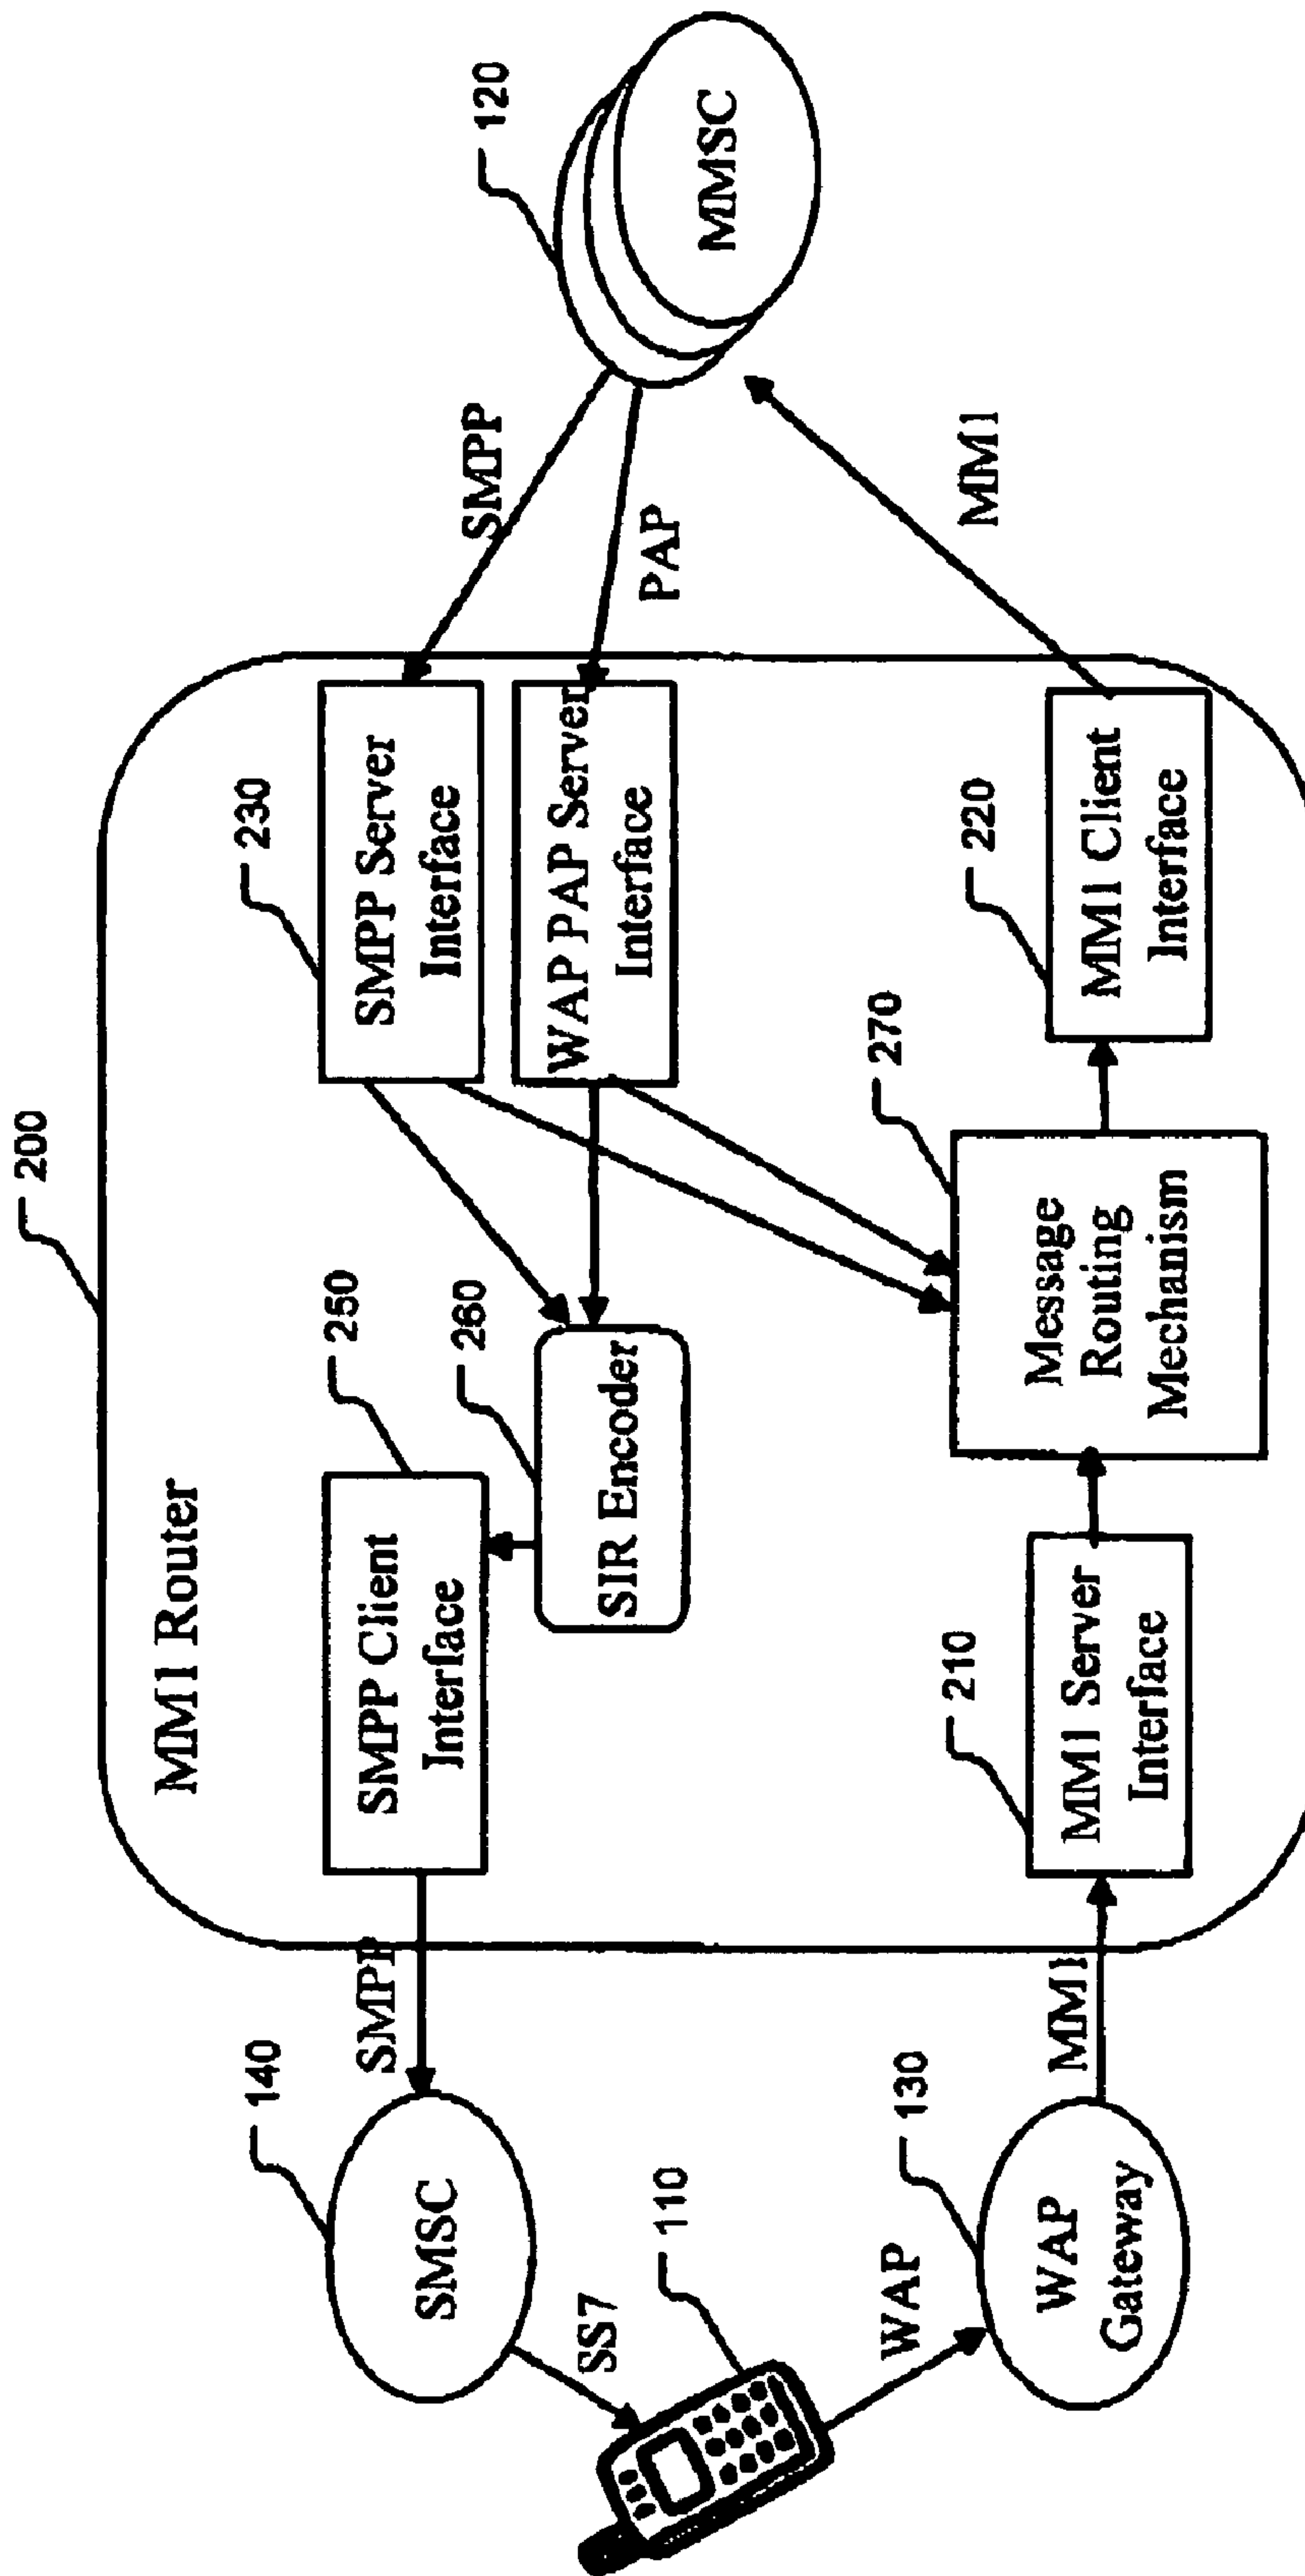 200
MM1 Router
140
SMSC
SMPP
250
SMPP Client
Interface
230
SMPP Server
Interface
SMPP
120
MMSC
SS7
110
260
SIR Encoder
WAP PAP Server
Interface
PAP
WAP
130
WAP
Gateway
MM1
210
MM1 Server
Interface
270
Message
Routing
Mechanism
220
MM1 Client
Interface
MM1